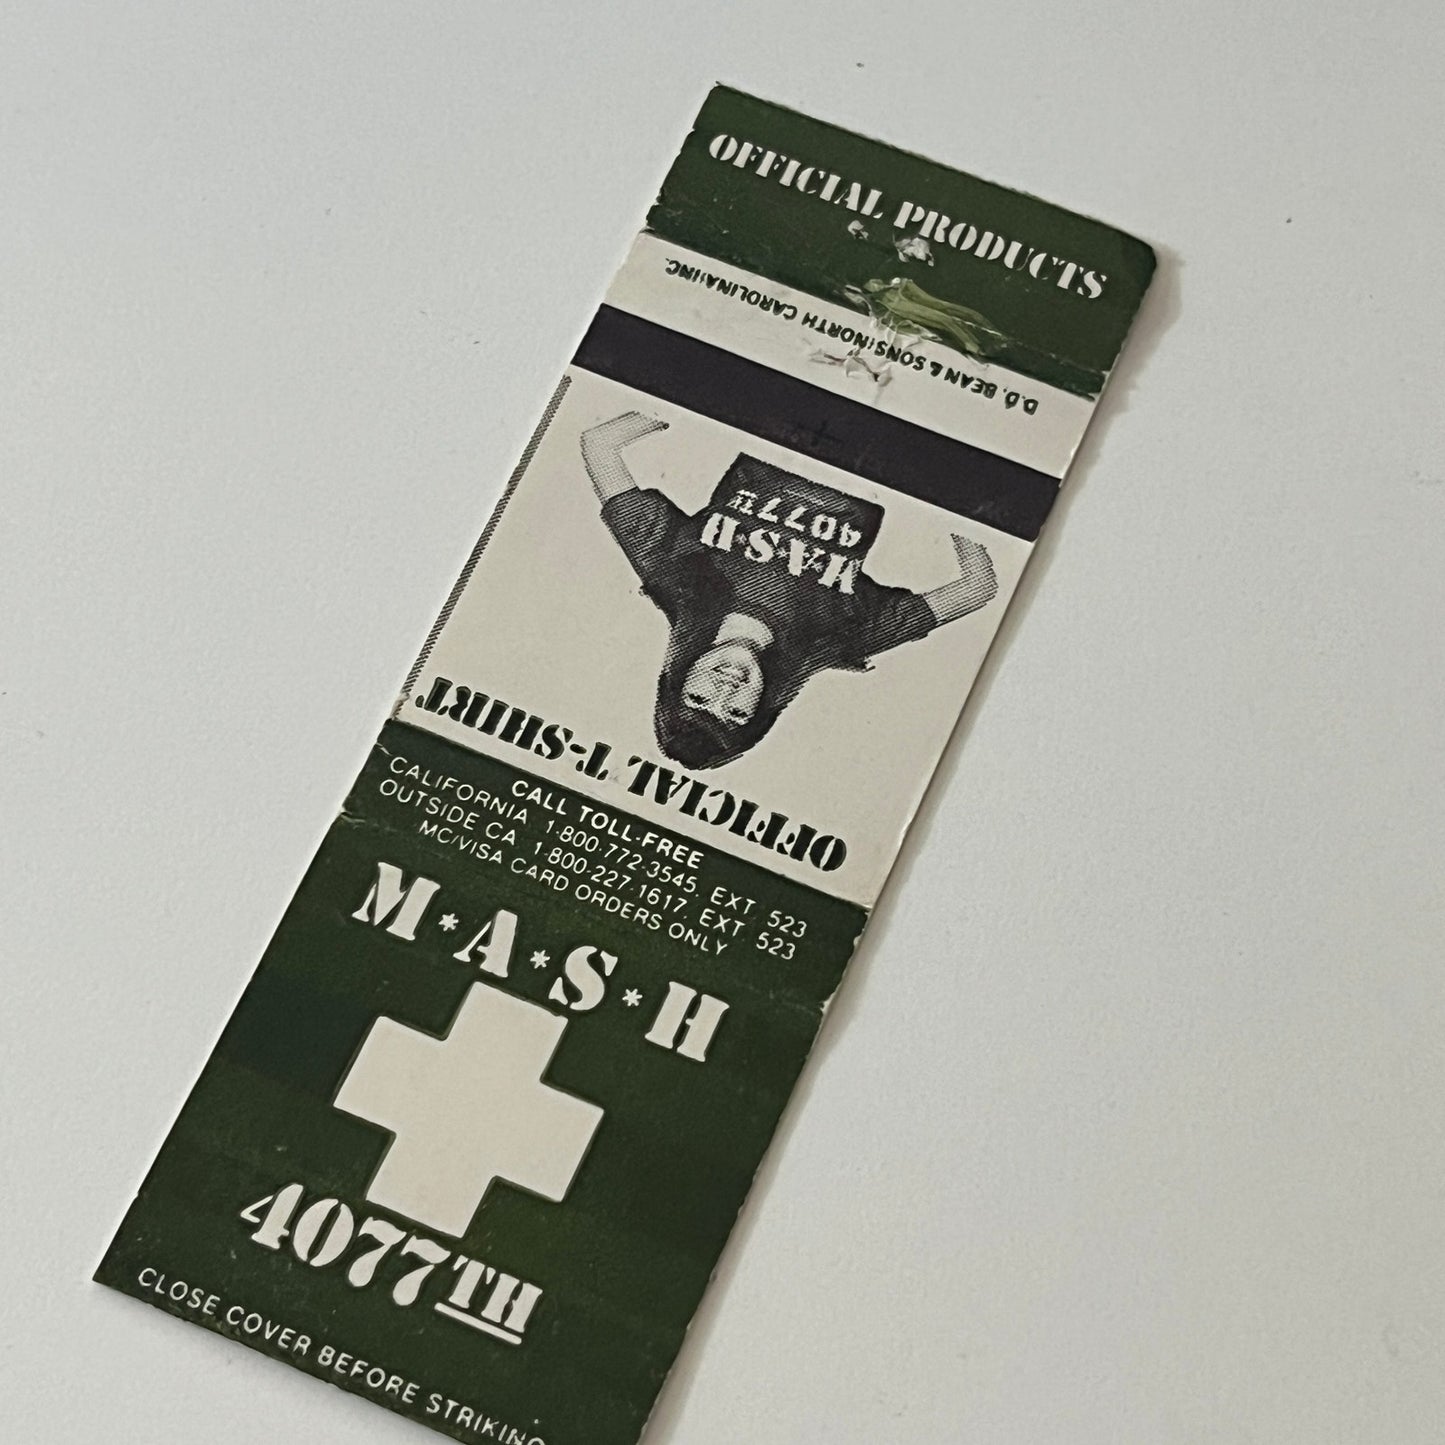 OFFICIAL PRODUCTS
D.D. BEAN & SONS (NORTH CAROLINA) INC.
4077TH
M*A*S*H
OFFICIAL T-SHIRT
CALL TOLL-FREE
CALIFORNIA 1-800-772-3545, EXT. 523
OUTSIDE CA 1-800-227-1617, EXT. 523
MC/VISA CARD ORDERS ONLY
M*A*S*H
4077TH
CLOSE COVER BEFORE STRIKING